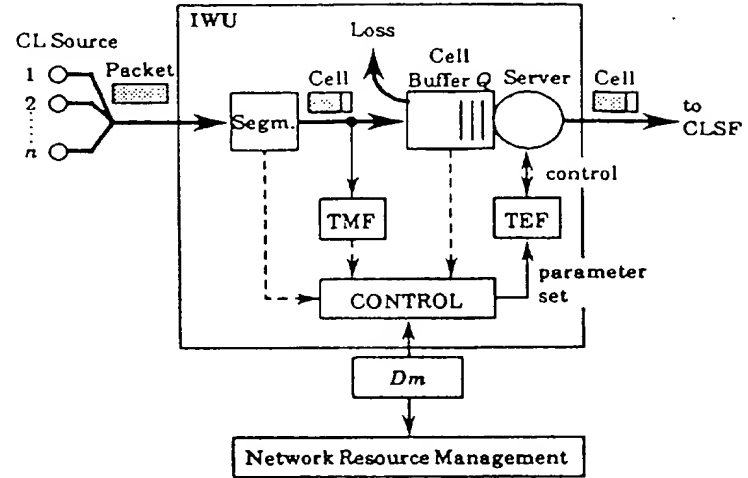 IWU
CL Source
1
2
n
Packet
Segm.
Cell
Loss
Cell
Buffer Q
Server
Cell
to
CLSF
control
TMF
TEF
parameter
set
CONTROL
Dm
Network Resource Management